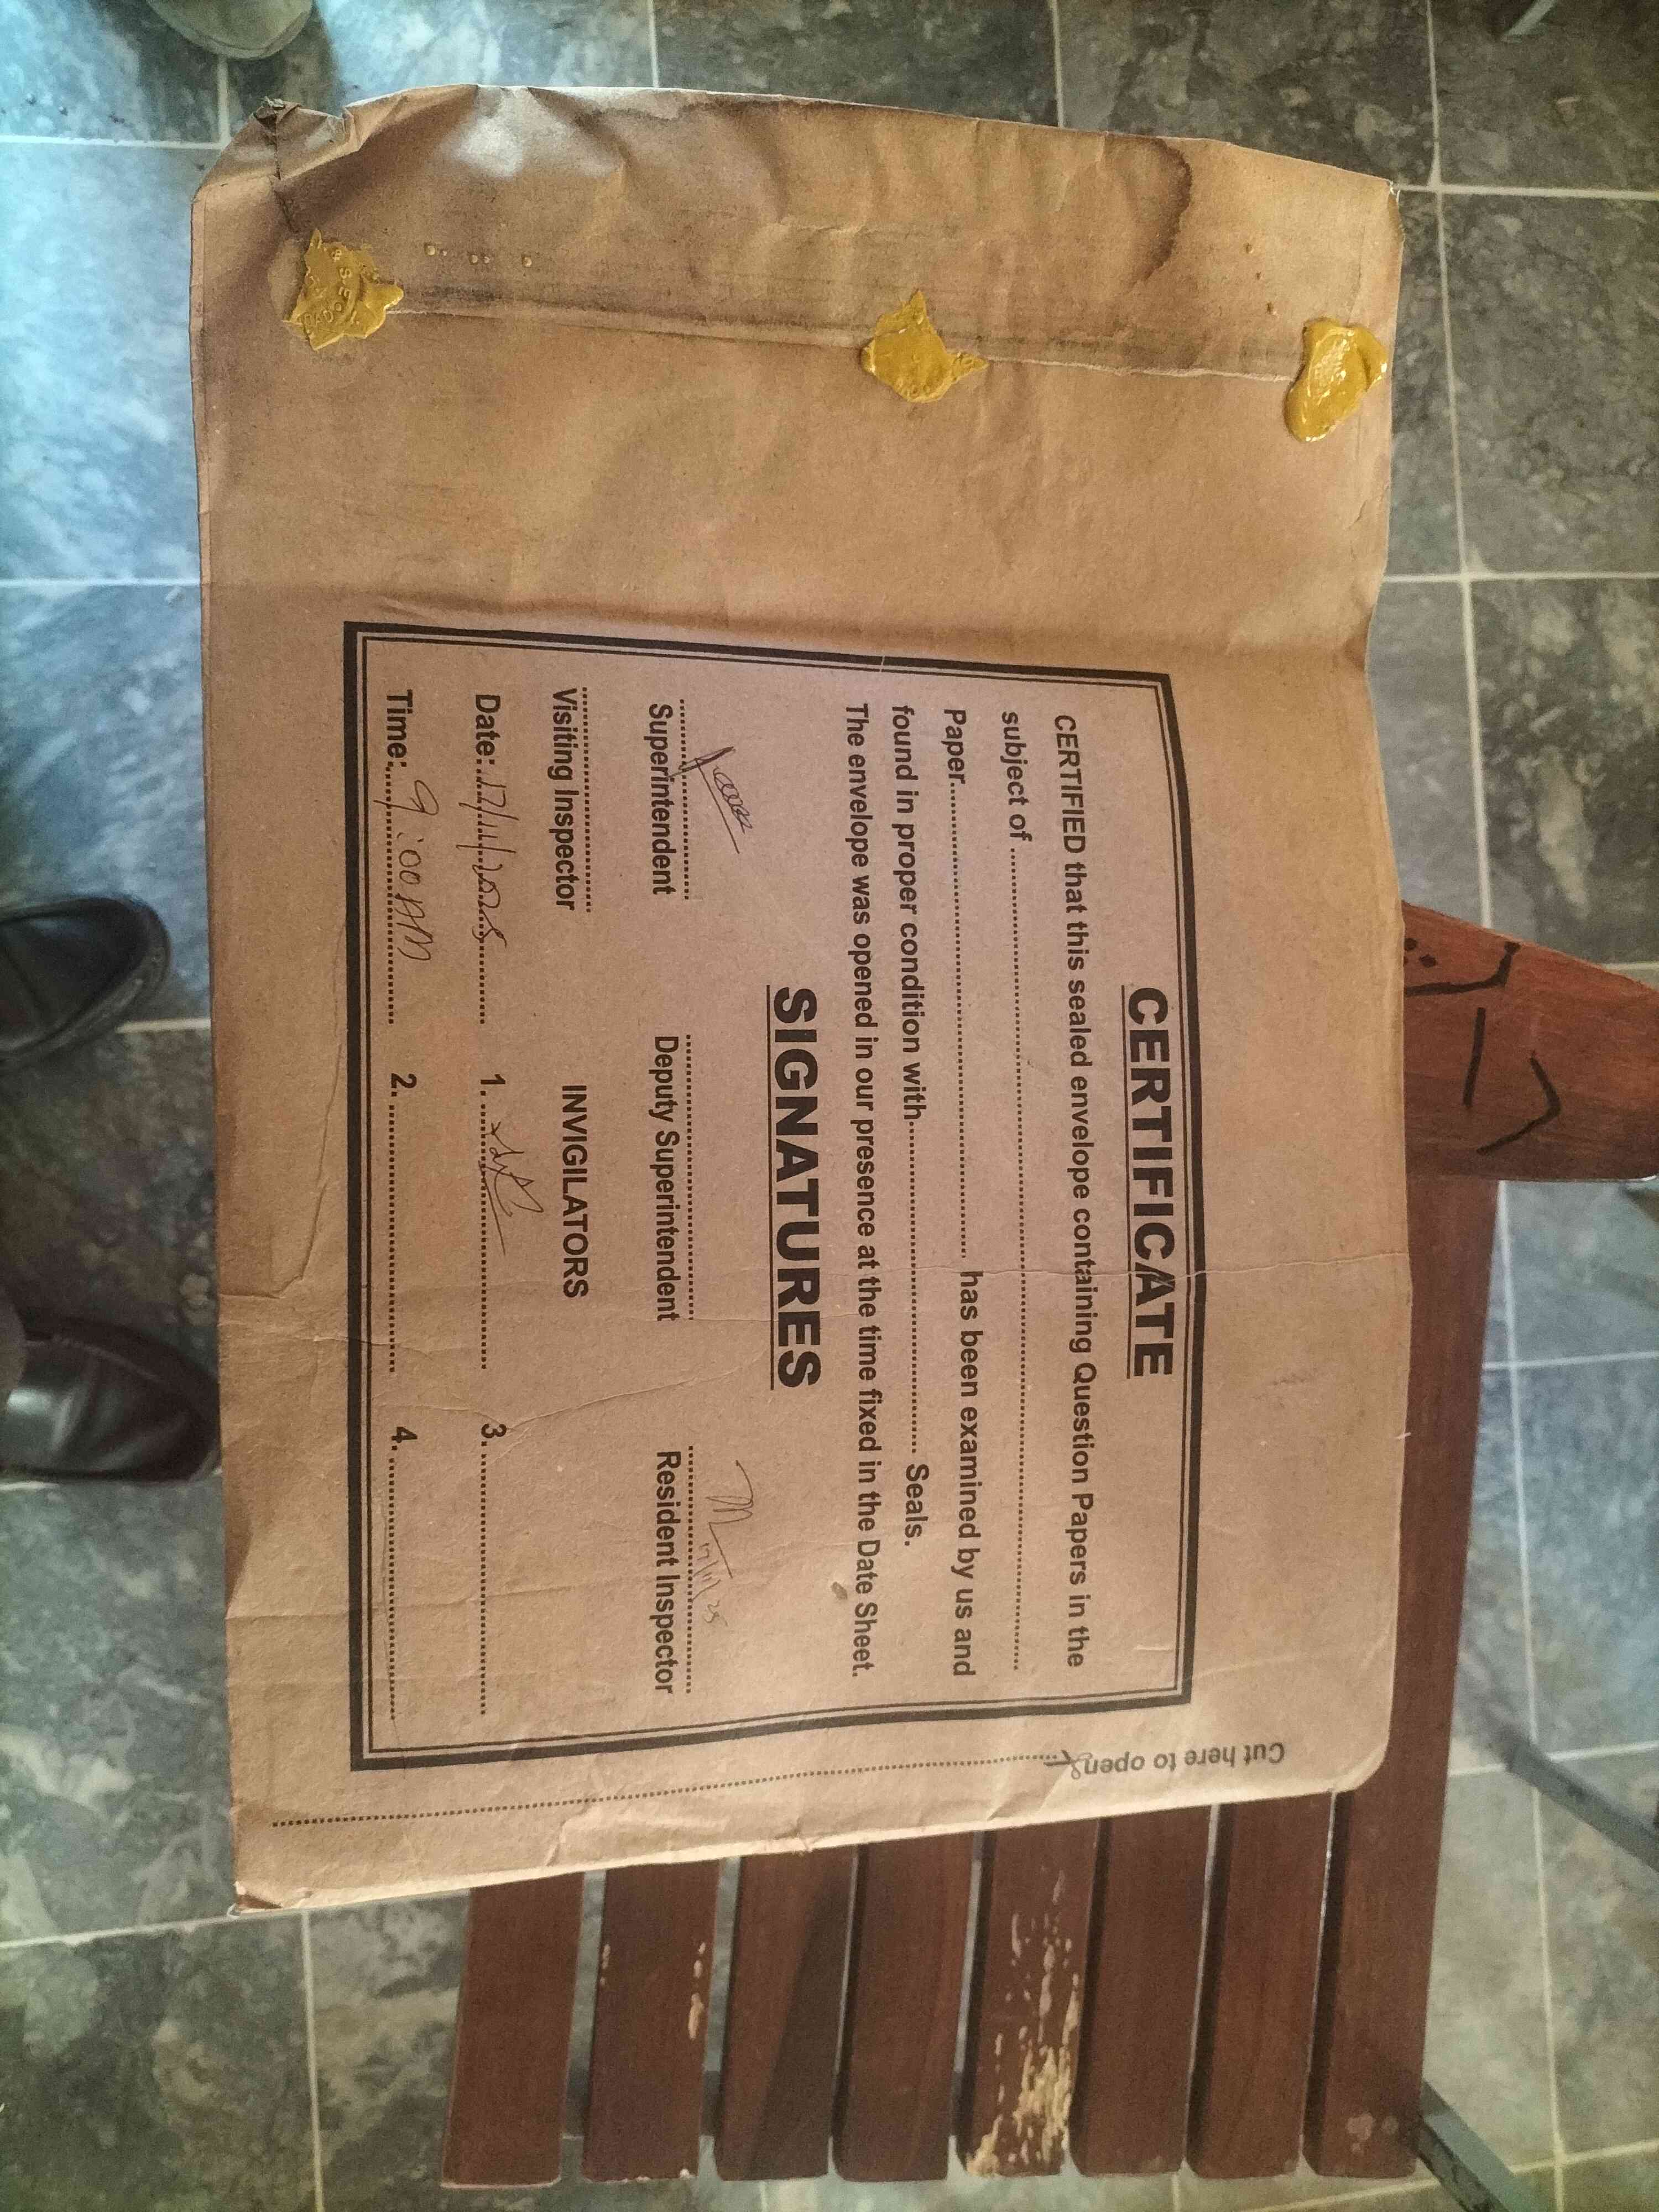 CERTIFICATE
CERTIFIED that this sealed envelope containing Question Papers in the
subject of ....................
Paper.................... has been examined by us and
found in proper condition with.................... Seals.
The envelope was opened in our presence at the time fixed in the Date Sheet.
SIGNATURES
17/11/25
Superintendent Deputy Superintendent Resident Inspector
Visiting Inspector INVIGILATORS
Date: 17/11/2025 1. .................... 3. ....................
Time: 9:00 AM 2. .................... 4. ....................
Cut here to open